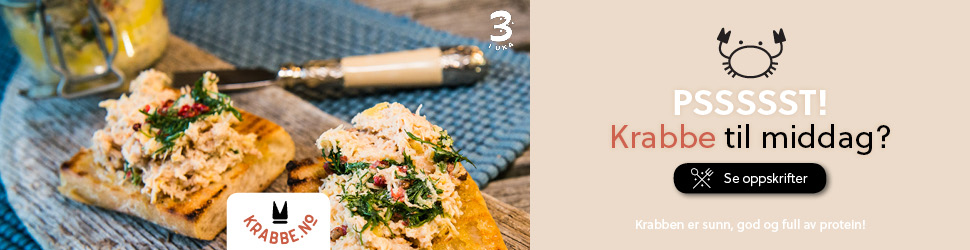 3
I UKA
KRABBE.NO
PSSSSST!
Krabbe til middag?
Se oppskrifter
Krabben er sunn, god og full av protein!